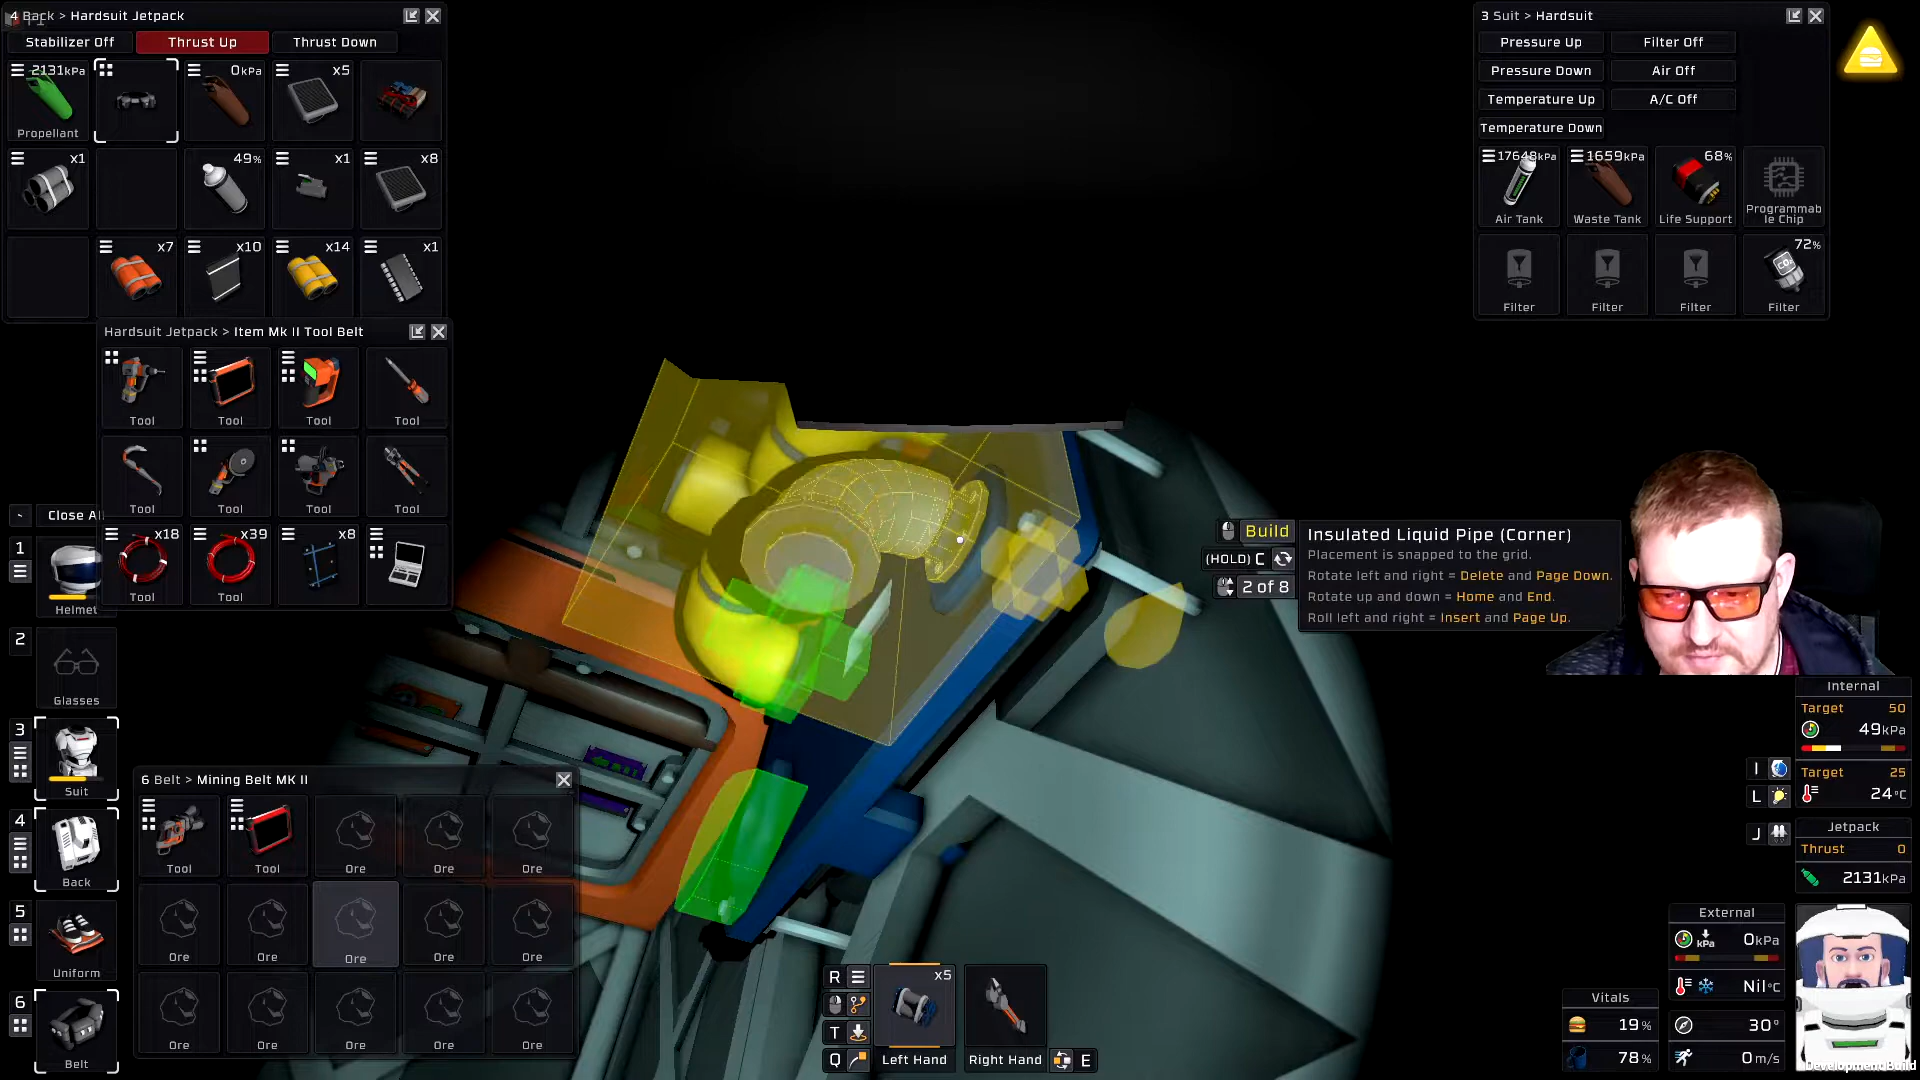 4 Back > Hardsuit Jetpack
Stabilizer Off
Thrust Up
Thrust Down
2131kPa
0kPa
x5
Propellant
x1
49%
x1
x8
x7
x10
x14
x1
Hardsuit Jetpack > Item Mk II Tool Belt
Tool
Tool
Tool
Tool
Tool
Tool
Tool
Tool
x18
x39
x8
Tool
Tool
Tool
Tool
~
Close
1
Helmet
2
Glasses
3
Suit
4
Back
5
Uniform
6
Belt
6 Belt > Mining Belt MK II
Tool
Tool
Ore
Ore
Ore
Ore
Ore
Ore
Ore
Ore
Ore
Ore
Ore
Ore
Ore
3 Suit > Hardsuit
Pressure Up
Filter Off
Pressure Down
Air Off
Temperature Up
A/C Off
Temperature Down
17648kPa
1659kPa
68%
Air Tank
Waste Tank
Life Support
Programmab
le Chip
72%
CO2
Filter
Filter
Filter
Filter
Build
(HOLD) C
2 of 8
Insulated Liquid Pipe (Corner)
Placement is snapped to the grid.
Rotate left and right = Delete and Page Down.
Rotate up and down = Home and End.
Roll left and right = Insert and Page Up.
Internal
Target 50
49kPa
Target 25
24°C
I
L
J
Jetpack
Thrust 0
2131kPa
External
kPa
0kPa
Nil°C
30°
0m/s
Vitals
19%
78%
R
T
Q
x5
Left Hand
Right Hand
E
Development Build